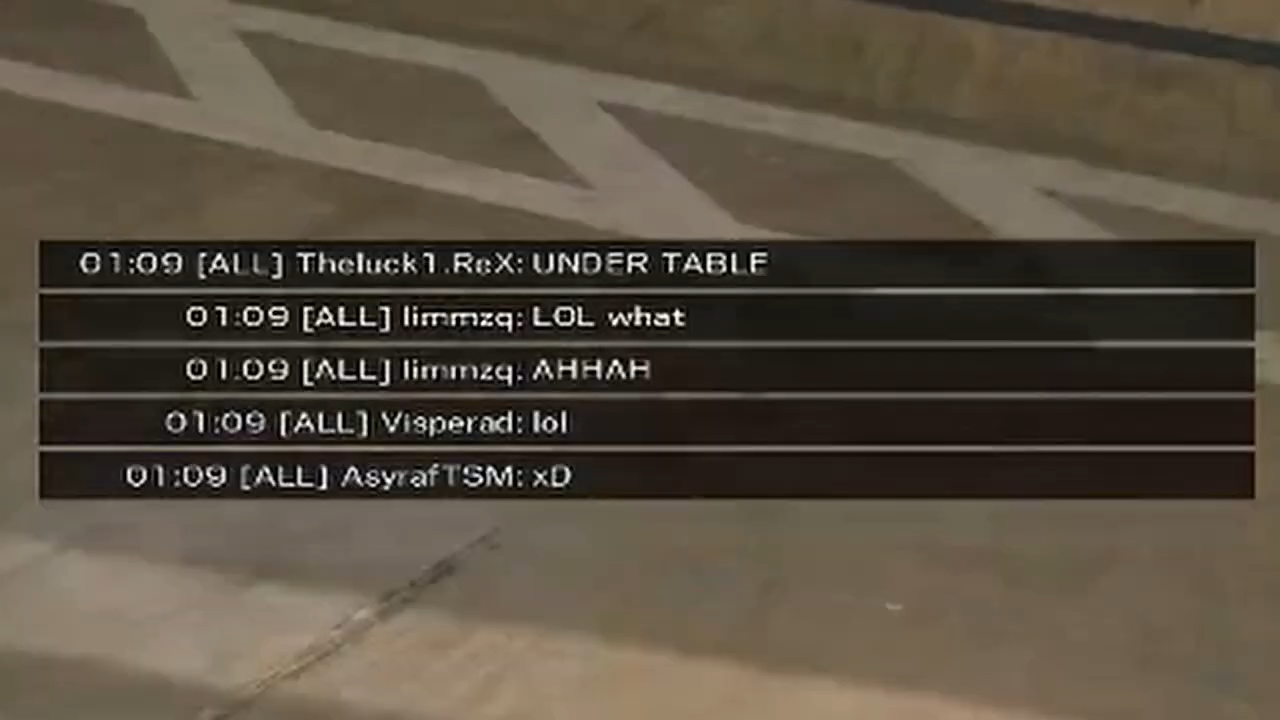 01:09 [ALL] Theluck1.ReX: UNDER TABLE
01:09 [ALL] limmzq: LOL what
01:09 [ALL] limmzq: AHHAH
01:09 [ALL] Visperad: lol
01:09 [ALL] AsyrafTSM: xD